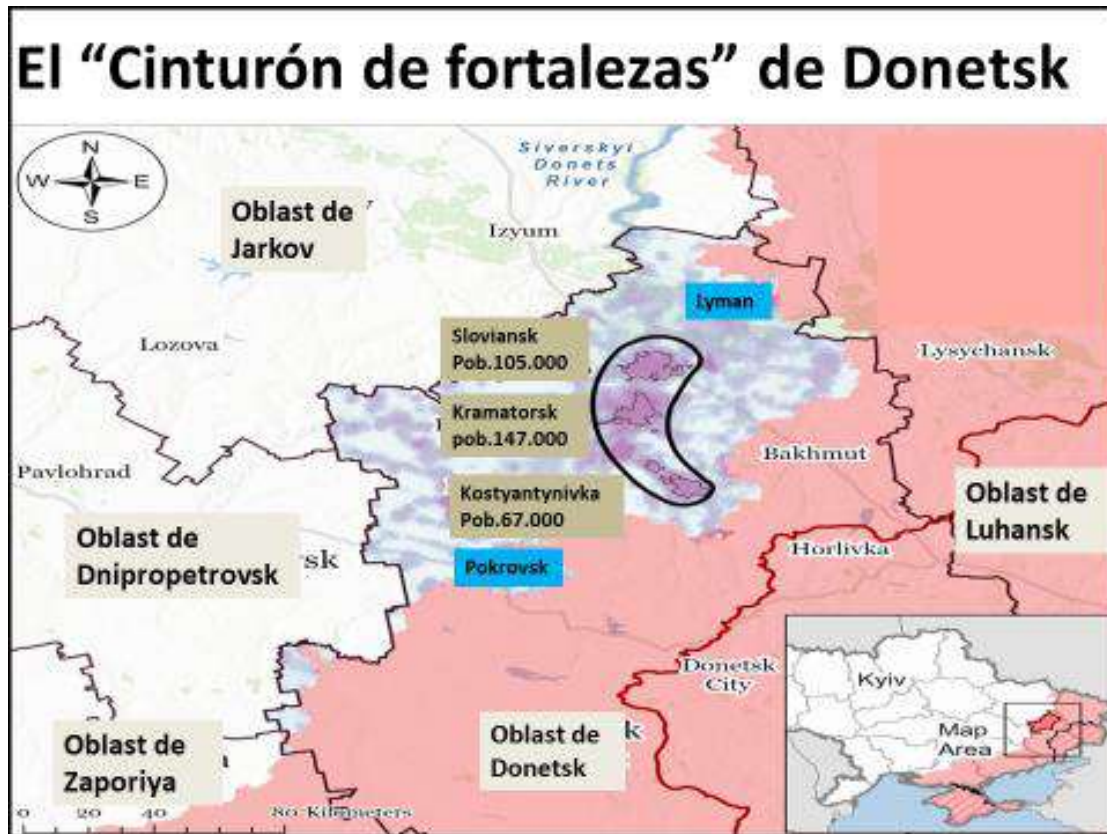 El “Cinturón de fortalezas” de Donetsk
N
W
E
S
Siverskyi
Donets
River
Oblast de
Jarkov
Izyum
Lyman
Lozova
Sloviansk
Pob.105.000
Lysychansk
Kramatorsk
pob.147.000
Bakhmut
Pavlohrad
Kostyantynivka
Pob.67.000
Oblast de
Luhansk
Oblast de
Dnipropetrovsk
sk
Horlivka
Pokrovsk
Donetsk
City
Kyiv
Map
Area
Oblast de
Donetsk
k
Oblast de
Zaporiya
0 20 40
80 Kilometers